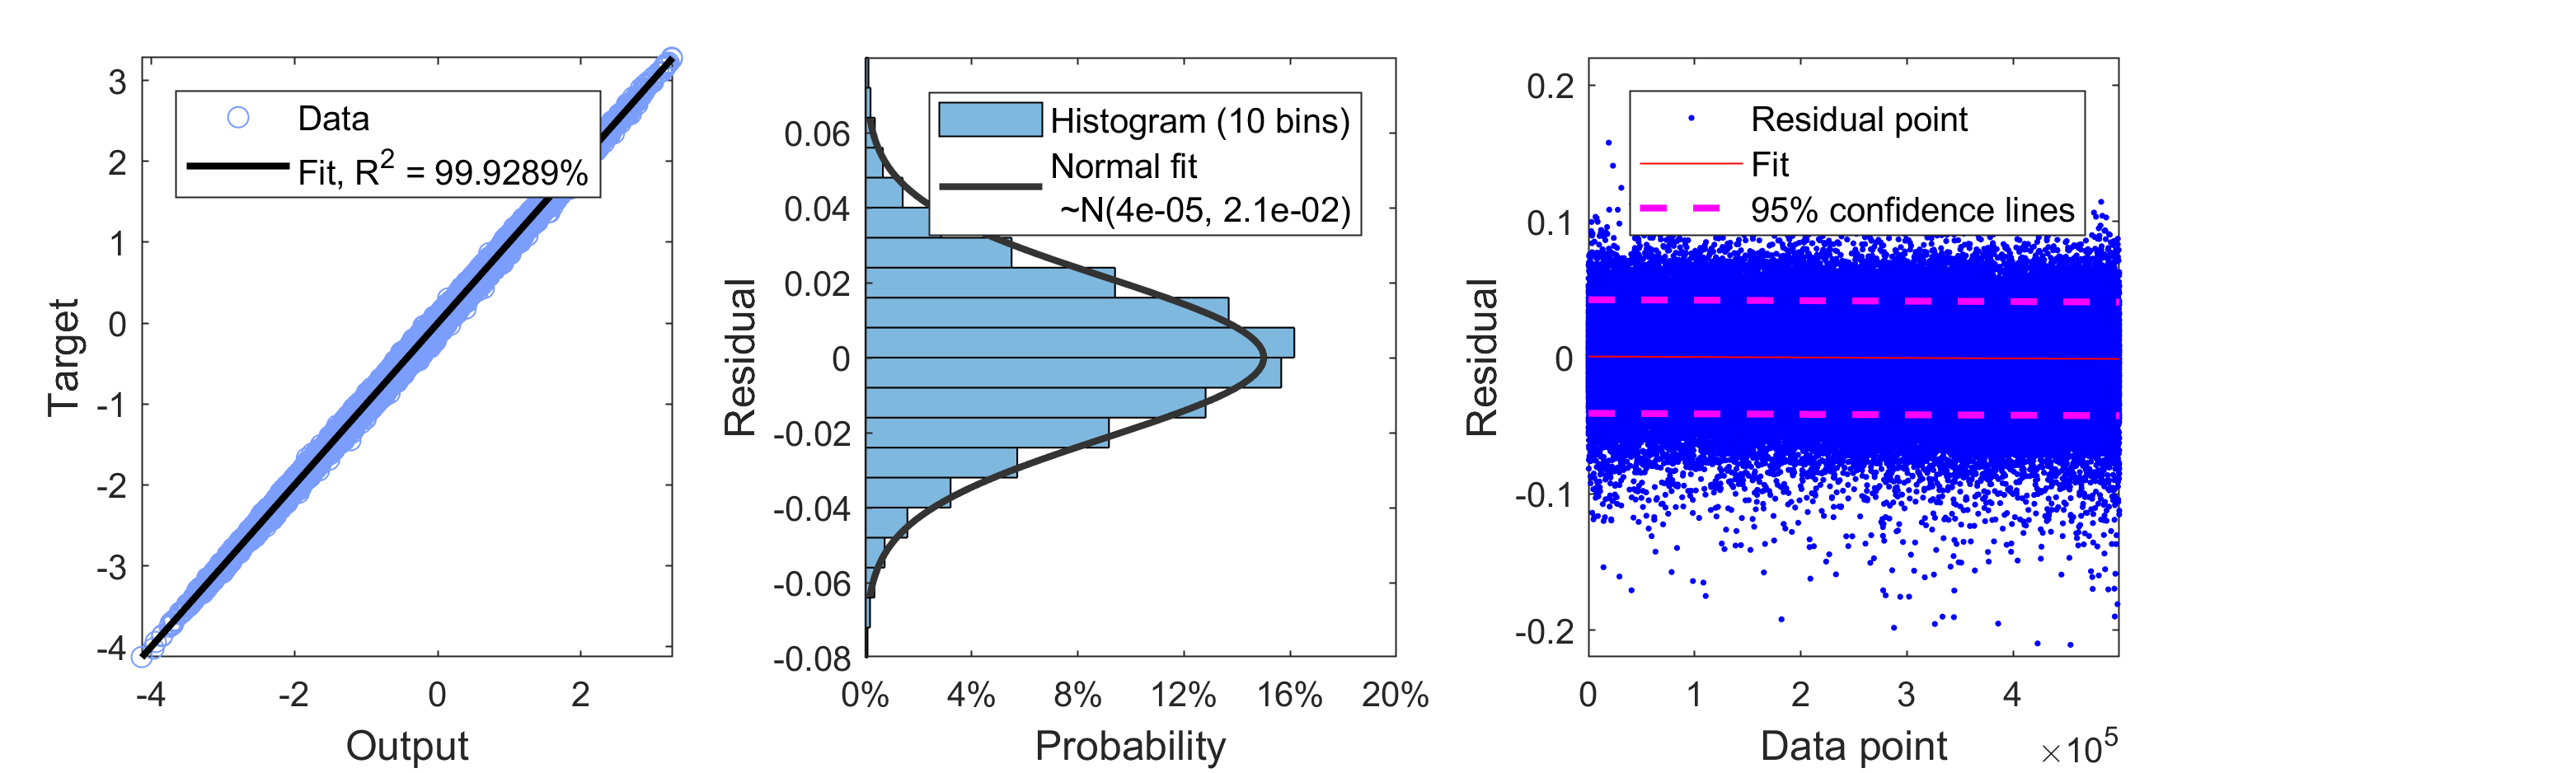 3
2
1
0
-1
-2
-3
-4
Target
-4
-2
0
2
Output
Data
Fit, R² = 99.9289%
0.06
0.04
0.02
0
-0.02
-0.04
-0.06
-0.08
Residual
0%
4%
8%
12%
16%
20%
Probability
Histogram (10 bins)
Normal fit
~N(4e-05, 2.1e-02)
0.2
0.1
0
-0.1
-0.2
Residual
0
1
2
3
4
×10⁵
Data point
Residual point
Fit
95% confidence lines